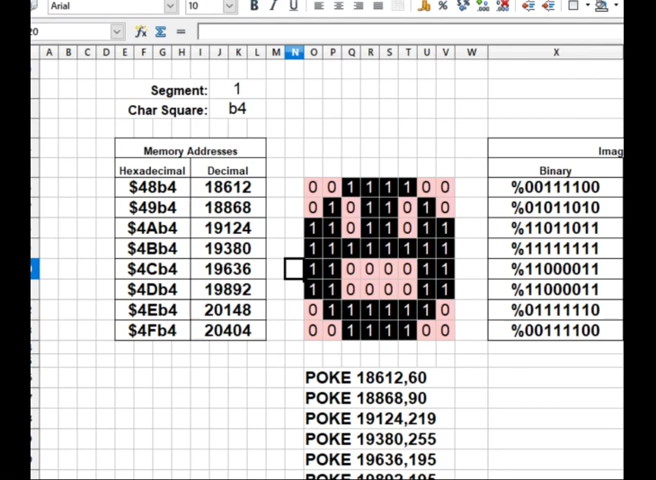 Arial 10 B I U
20 fx Σ =
A B C D E F G H I J K L M N O P Q R S T U V W X
Segment: 1
Char Square: b4
Memory Addresses Imag
Hexadecimal Decimal Binary
$48b4 18612 0 0 1 1 1 1 0 0 %00111100
$49b4 18868 0 1 0 1 1 0 1 0 %01011010
$4Ab4 19124 1 1 0 1 1 0 1 1 %11011011
$4Bb4 19380 1 1 1 1 1 1 1 1 %11111111
$4Cb4 19636 1 1 0 0 0 0 1 1 %11000011
$4Db4 19892 1 1 0 0 0 0 1 1 %11000011
$4Eb4 20148 0 1 1 1 1 1 1 0 %01111110
$4Fb4 20404 0 0 1 1 1 1 0 0 %00111100
POKE 18612,60
POKE 18868,90
POKE 19124,219
POKE 19380,255
POKE 19636,195
POKE 19892,195